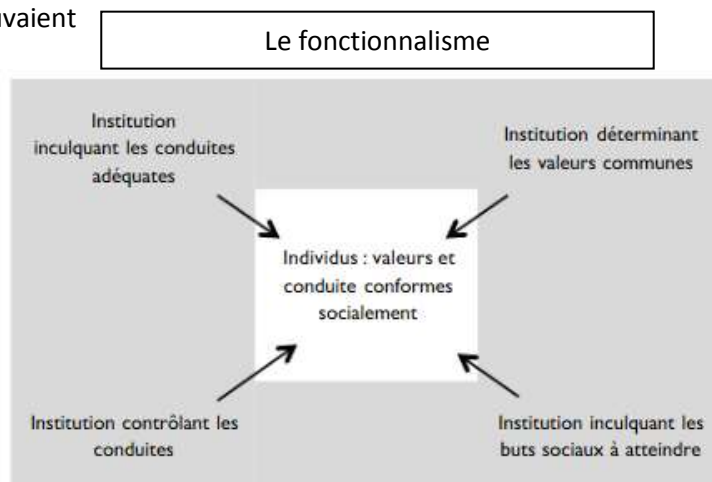 vaient
Le fonctionnalisme
Institution
inculquant les conduites
adéquates
Institution déterminant
les valeurs communes
Individus : valeurs et
conduite conformes
socialement
Institution contrôlant les
conduites
Institution inculquant les
buts sociaux à atteindre